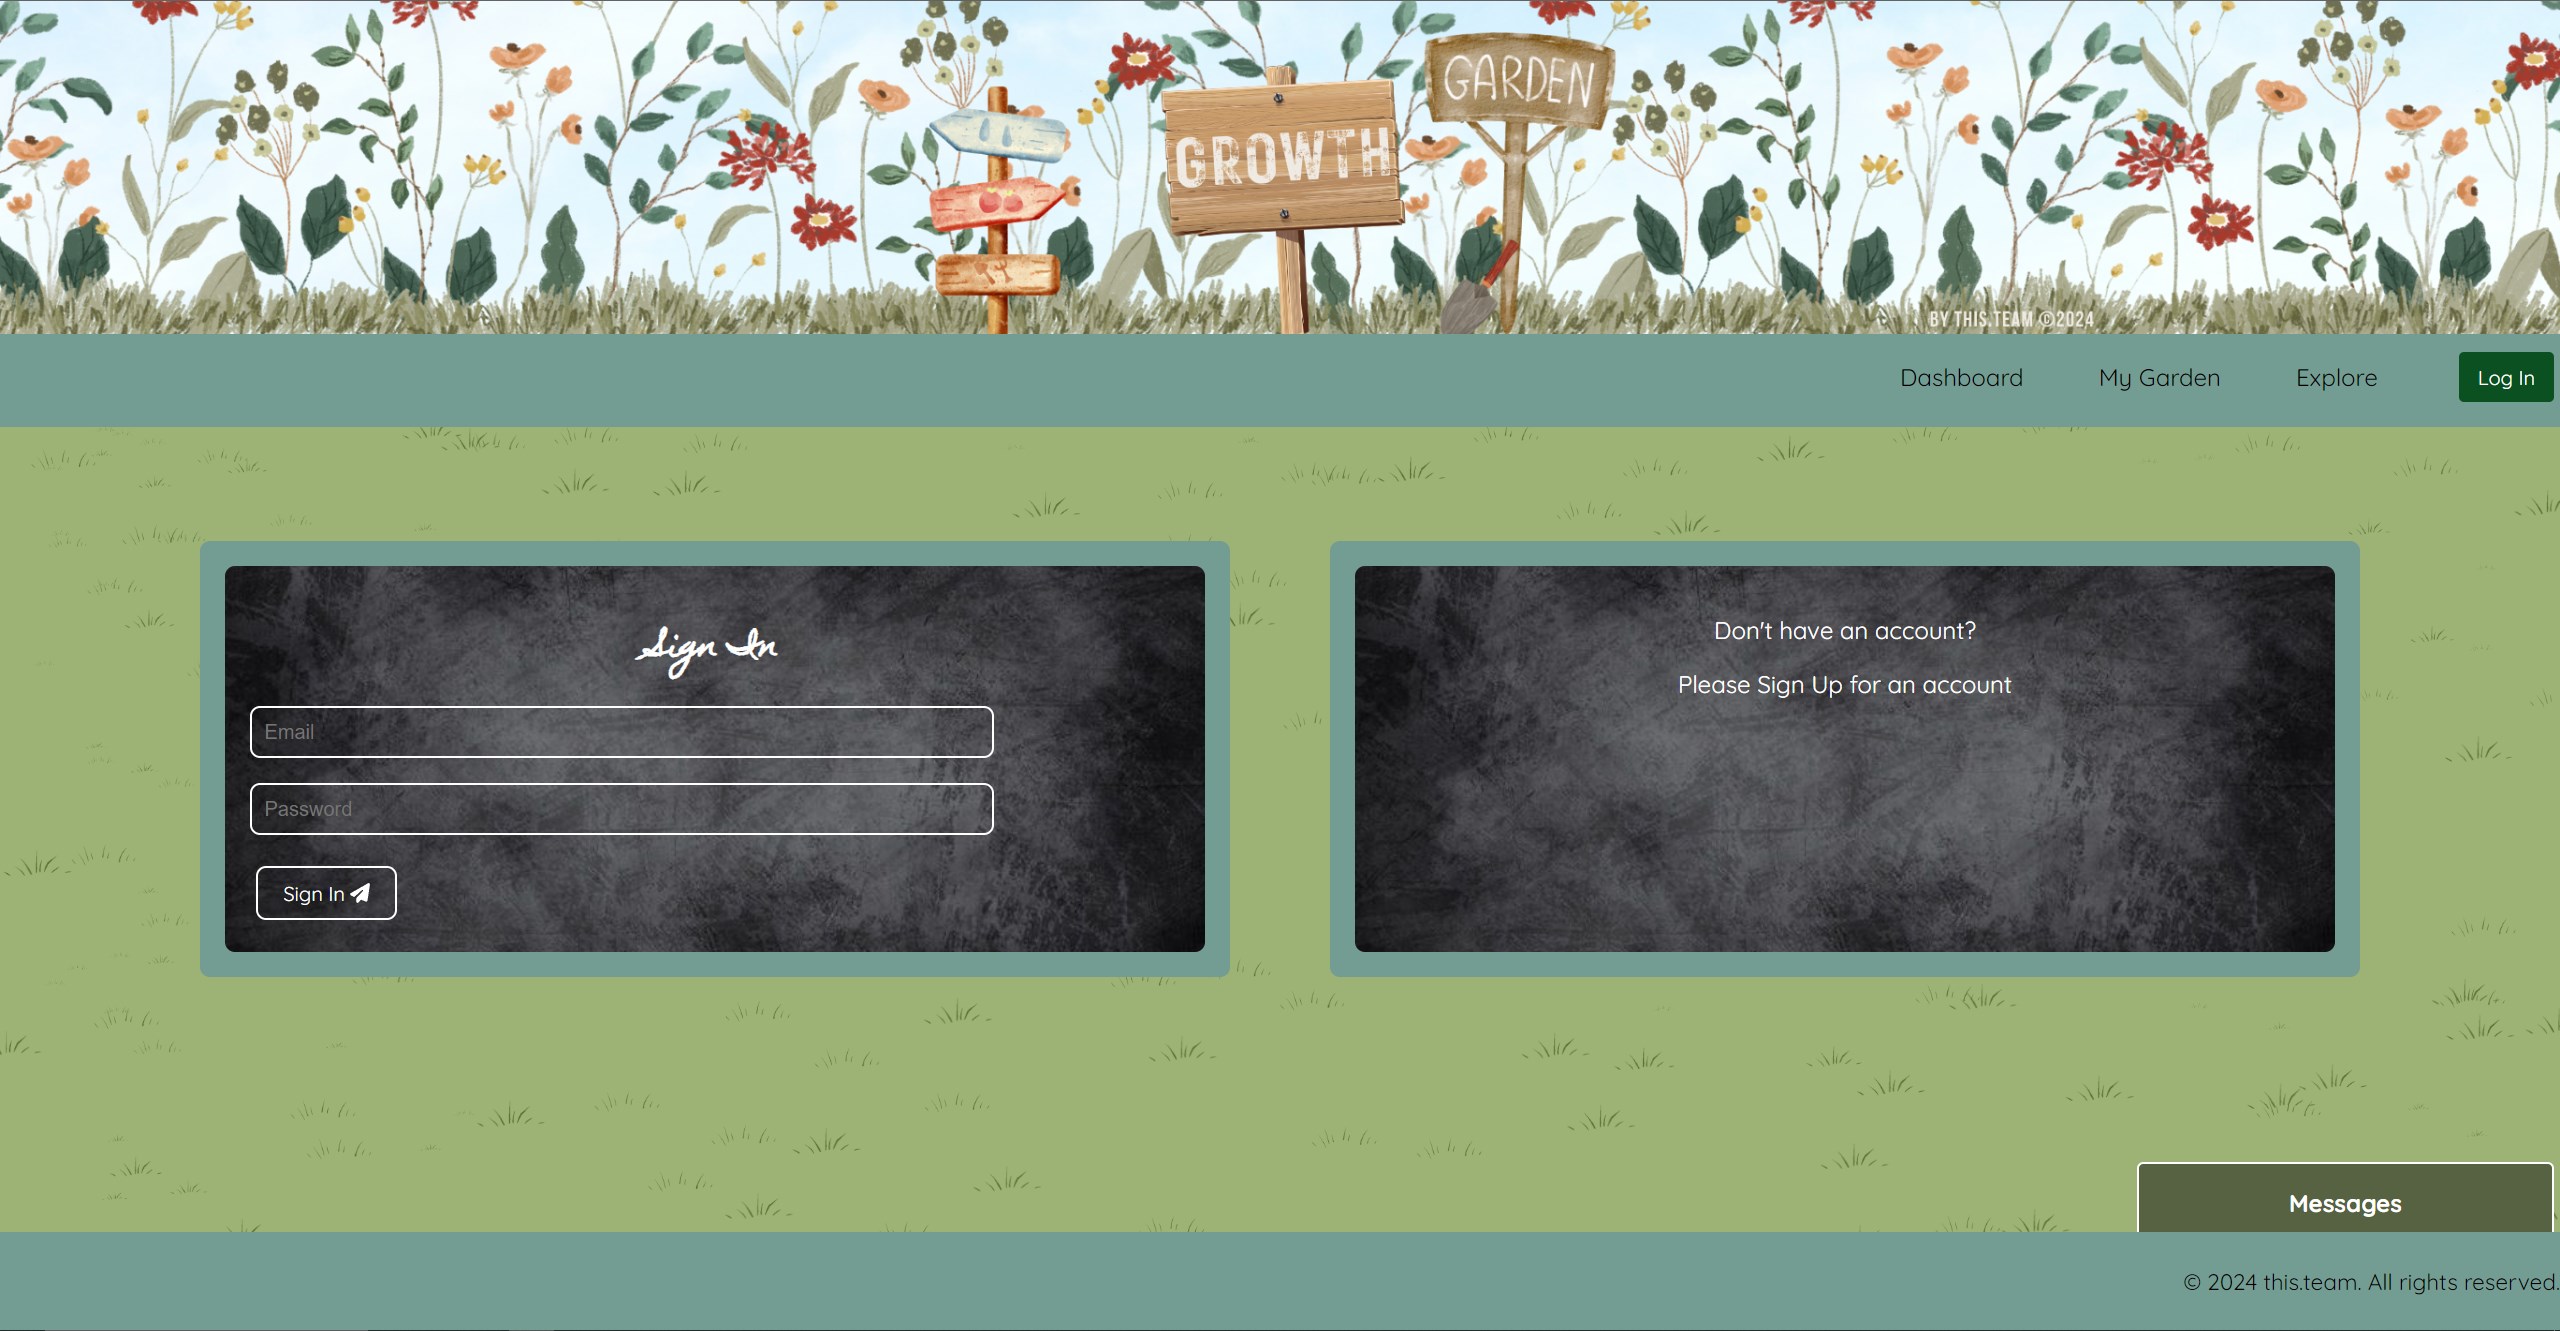 GARDEN
GROWTH
BY THIS.TEAM ©2024
Dashboard My Garden Explore Log In
Sign In
Email
Password
Sign In
Don't have an account?
Please Sign Up for an account
Messages
© 2024 this.team. All rights reserved.